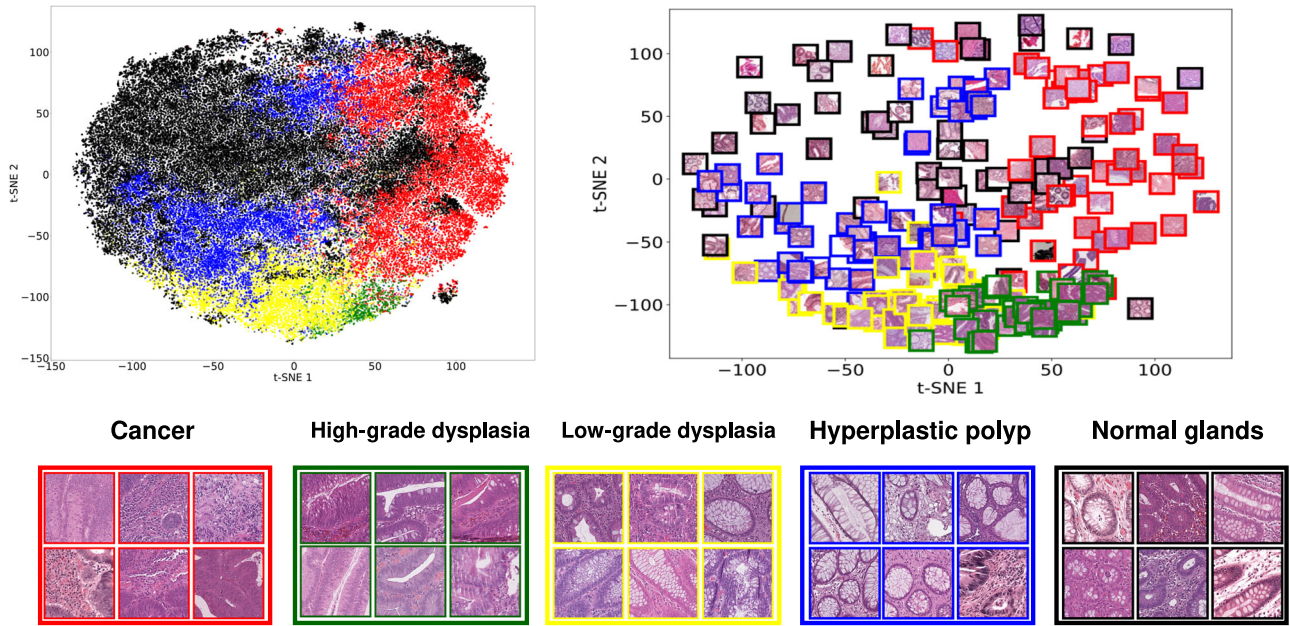 100
50
0
−50
−100
−150
−150
−100
−50
0
50
100
t-SNE 1
t-SNE 2
100
50
0
−50
−100
−100
−50
0
50
100
t-SNE 1
t-SNE 2
Cancer
High-grade dysplasia
Low-grade dysplasia
Hyperplastic polyp
Normal glands